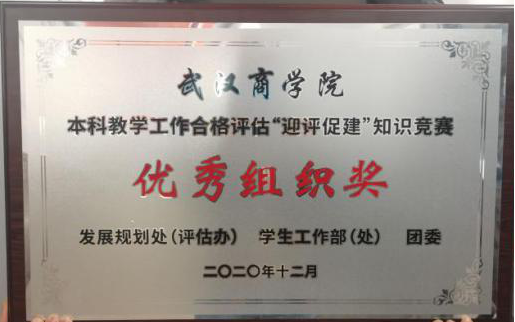 武汉商学院
本科教学工作合格评估“迎评促建”知识竞赛
优秀组织奖
发展规划处(评估办) 学生工作部(处) 团委
二〇二〇年十二月